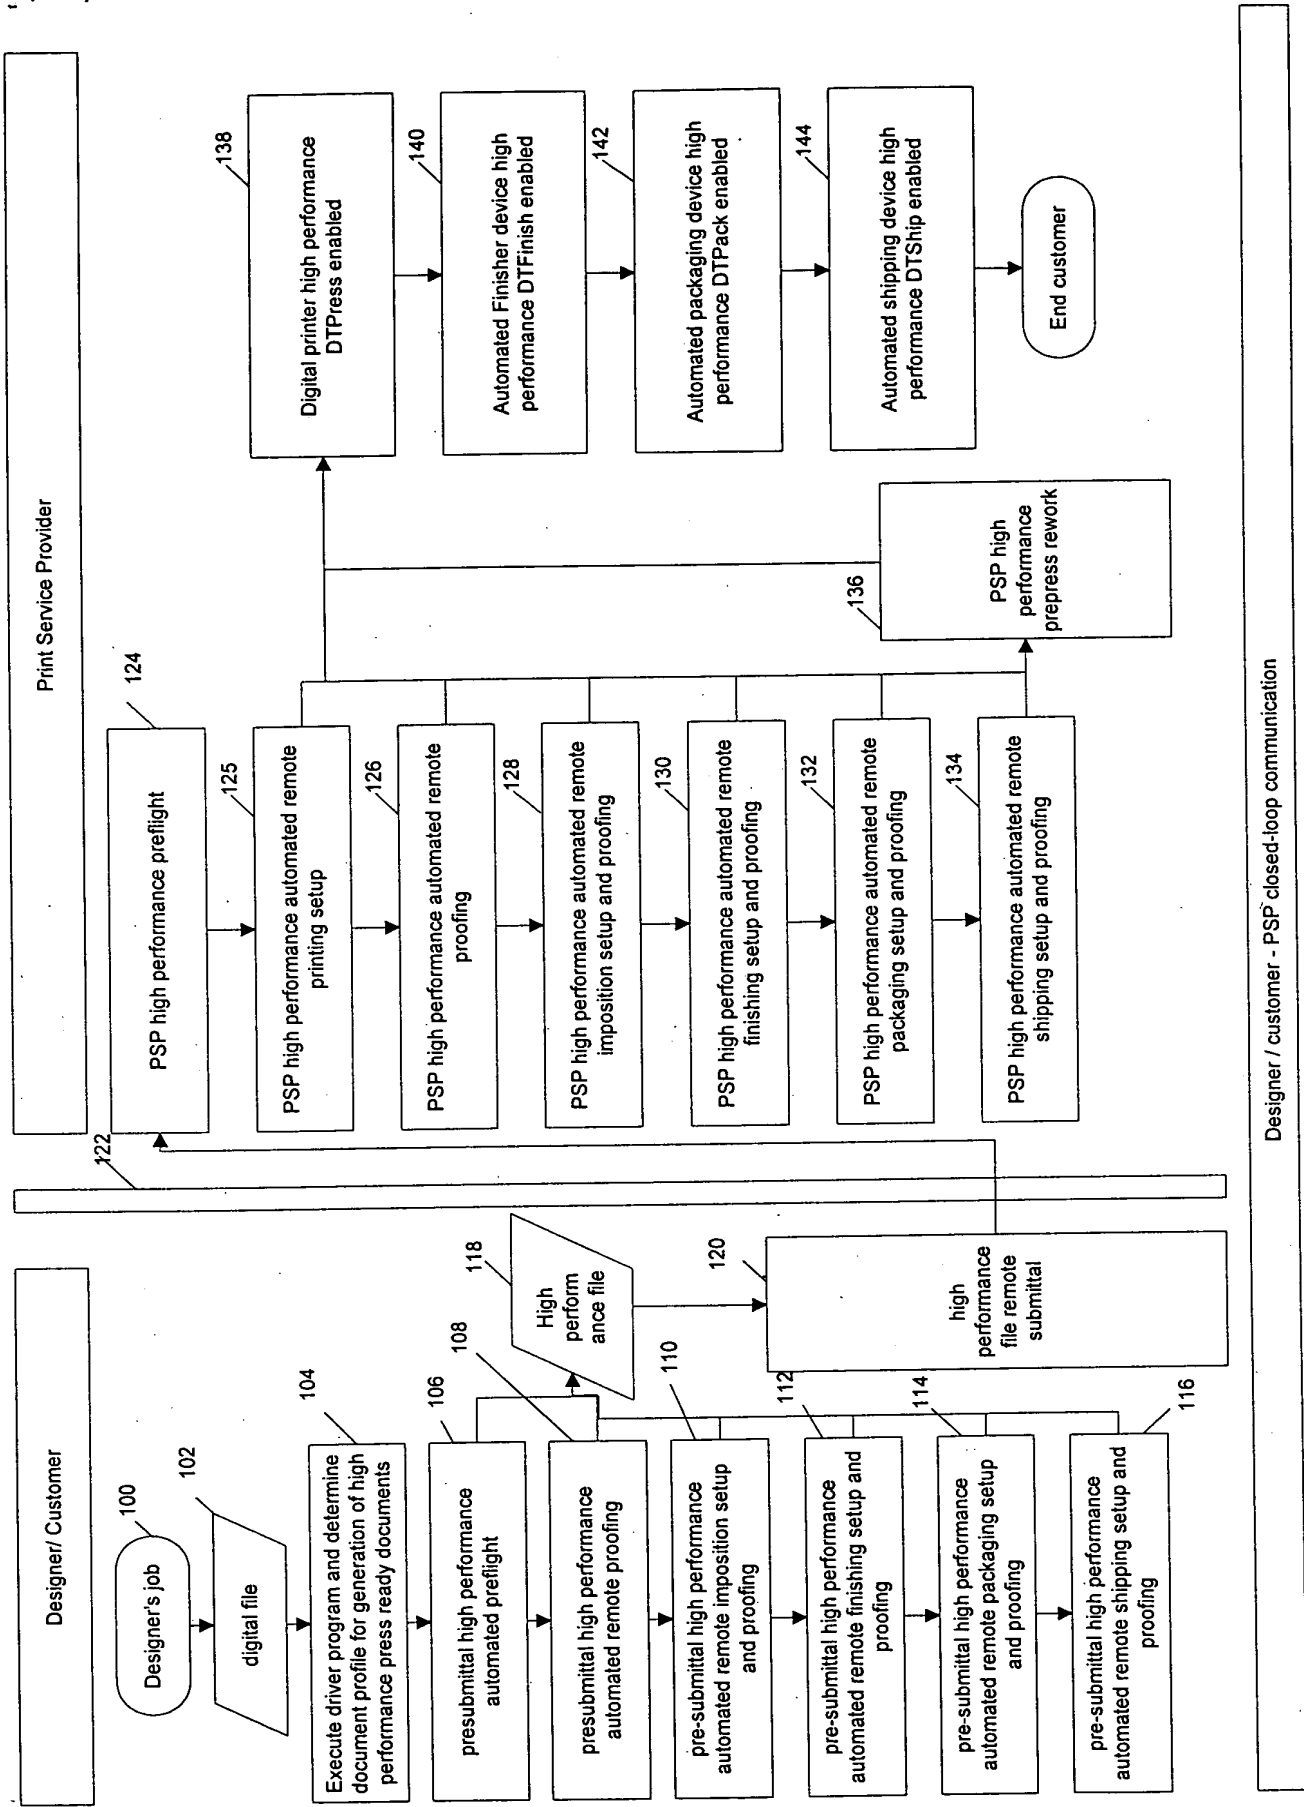 Designer/ Customer
Designer's job
100
digital file
102
Execute driver program and determine
document profile for generation of high
performance press ready documents
104
presubmittal high performance
automated preflight
106
presubmittal high performance
automated remote proofing
108
pre-submittal high performance
automated remote imposition setup
and proofing
110
pre-submittal high performance
automated remote finishing setup and
proofing
112
pre-submittal high performance
automated remote packaging setup
and proofing
114
pre-submittal high performance
automated remote shipping setup and
proofing
116
High
perform
ance file
118
high
performance
file remote
submittal
120
122
Print Service Provider
PSP high performance preflight
124
PSP high performance automated remote
printing setup
125
PSP high performance automated remote
proofing
126
PSP high performance automated remote
imposition setup and proofing
128
PSP high performance automated remote
finishing setup and proofing
130
PSP high performance automated remote
packaging setup and proofing
132
PSP high performance automated remote
shipping setup and proofing
134
PSP high
performance
prepress rework
136
Digital printer high performance
DTPress enabled
138
Automated Finisher device high
performance DTFinish enabled
140
Automated packaging device high
performance DTPack enabled
142
Automated shipping device high
performance DTShip enabled
144
End customer
Designer / customer - PSP closed-loop communication